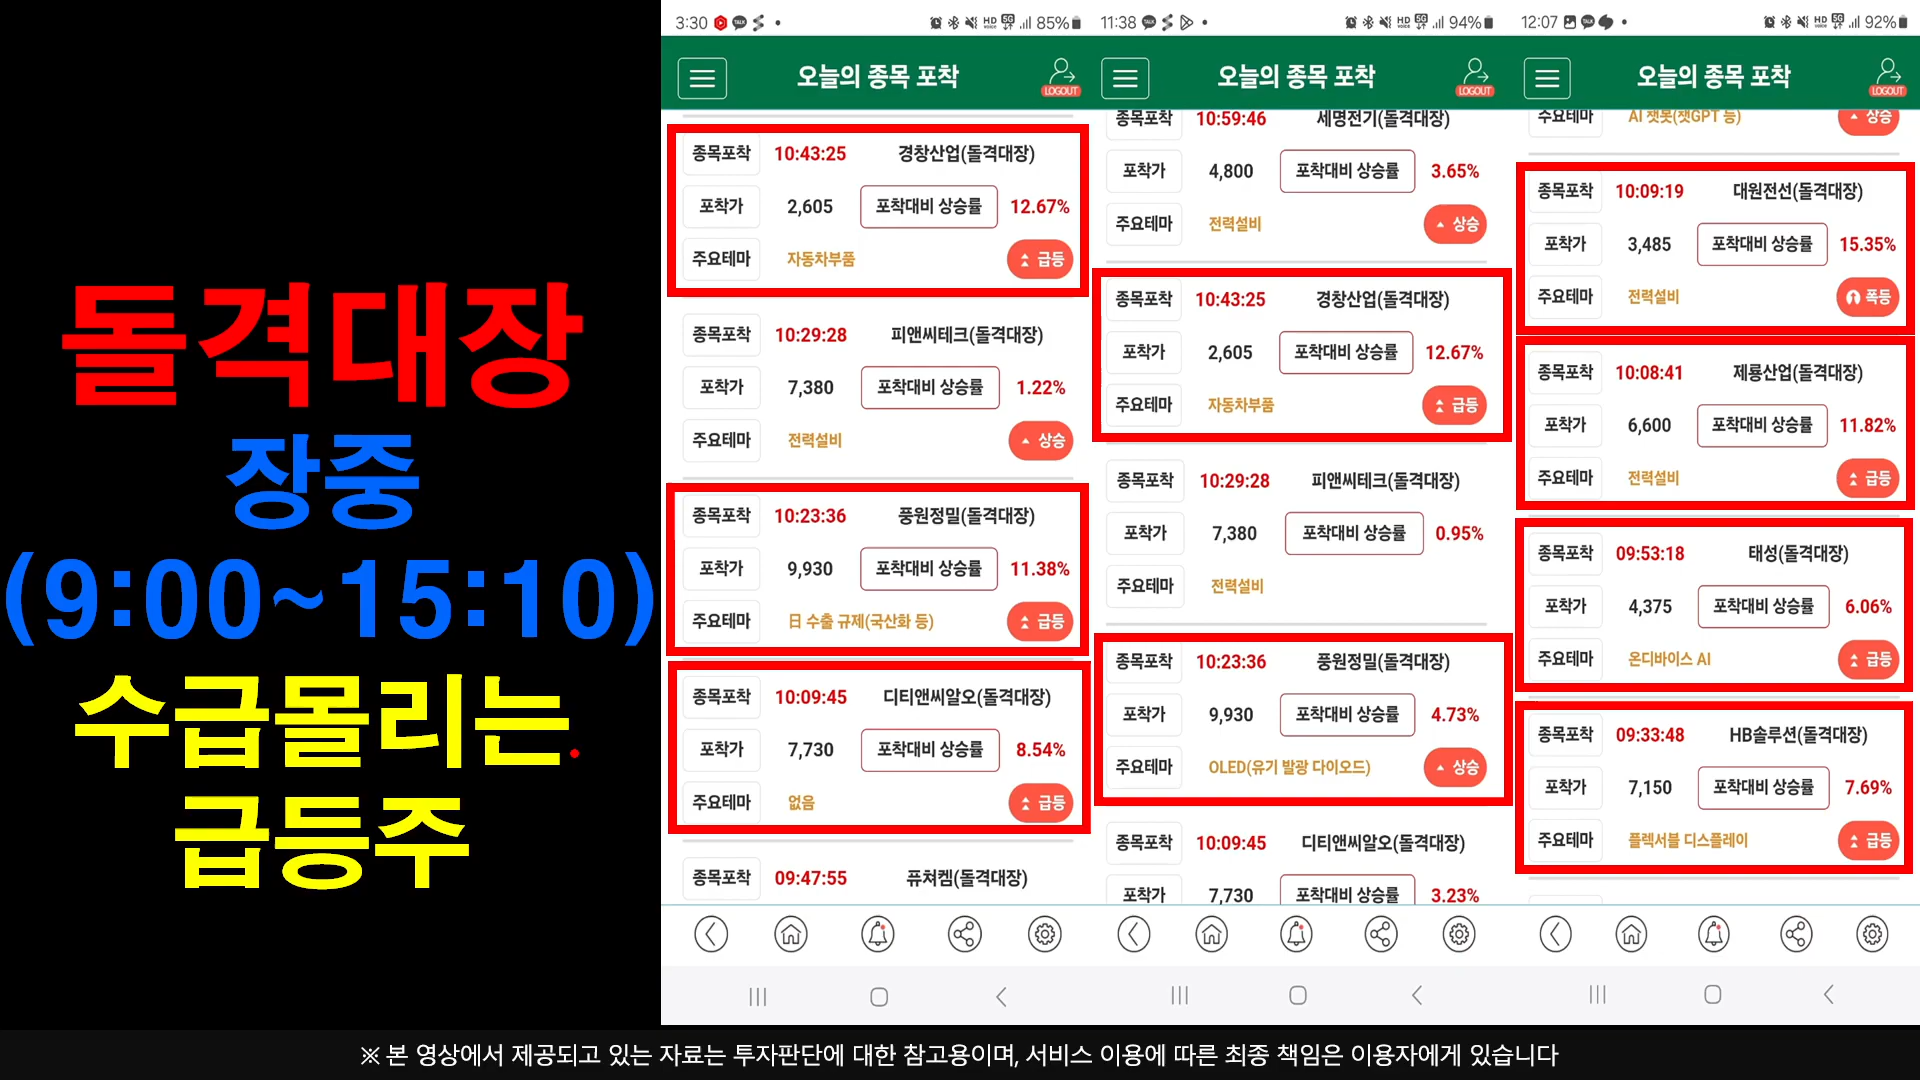 돌격대장
장중
(9:00~15:10)
수급몰리는.
급등주
3:30
85%
오늘의 종목 포착
LOGOUT
종목포착 10:43:25 경창산업(돌격대장)
포착가 2,605 포착대비 상승률 12.67%
주요테마 자동차부품 급등
종목포착 10:29:28 피앤씨테크(돌격대장)
포착가 7,380 포착대비 상승률 1.22%
주요테마 전력설비 상승
종목포착 10:23:36 풍원정밀(돌격대장)
포착가 9,930 포착대비 상승률 11.38%
주요테마 日 수출 규제(국산화 등) 급등
종목포착 10:09:45 디티앤씨알오(돌격대장)
포착가 7,730 포착대비 상승률 8.54%
주요테마 없음 급등
종목포착 09:47:55 퓨쳐켐(돌격대장)
11:38
94%
오늘의 종목 포착
LOGOUT
종목포착 10:59:46 세명전기(돌격대장)
포착가 4,800 포착대비 상승률 3.65%
주요테마 전력설비 상승
종목포착 10:43:25 경창산업(돌격대장)
포착가 2,605 포착대비 상승률 12.67%
주요테마 자동차부품 급등
종목포착 10:29:28 피앤씨테크(돌격대장)
포착가 7,380 포착대비 상승률 0.95%
주요테마 전력설비
종목포착 10:23:36 풍원정밀(돌격대장)
포착가 9,930 포착대비 상승률 4.73%
주요테마 OLED(유기 발광 다이오드) 상승
종목포착 10:09:45 디티앤씨알오(돌격대장)
포착가 7,730 포착대비 상승률 3.23%
12:07
92%
오늘의 종목 포착
LOGOUT
주요테마 AI 챗봇(챗GPT 등) 상승
종목포착 10:09:19 대원전선(돌격대장)
포착가 3,485 포착대비 상승률 15.35%
주요테마 전력설비 폭등
종목포착 10:08:41 제룡산업(돌격대장)
포착가 6,600 포착대비 상승률 11.82%
주요테마 전력설비 급등
종목포착 09:53:18 태성(돌격대장)
포착가 4,375 포착대비 상승률 6.06%
주요테마 온디바이스 AI 급등
종목포착 09:33:48 HB솔루션(돌격대장)
포착가 7,150 포착대비 상승률 7.69%
주요테마 플렉서블 디스플레이 급등
※ 본 영상에서 제공되고 있는 자료는 투자판단에 대한 참고용이며, 서비스 이용에 따른 최종 책임은 이용자에게 있습니다